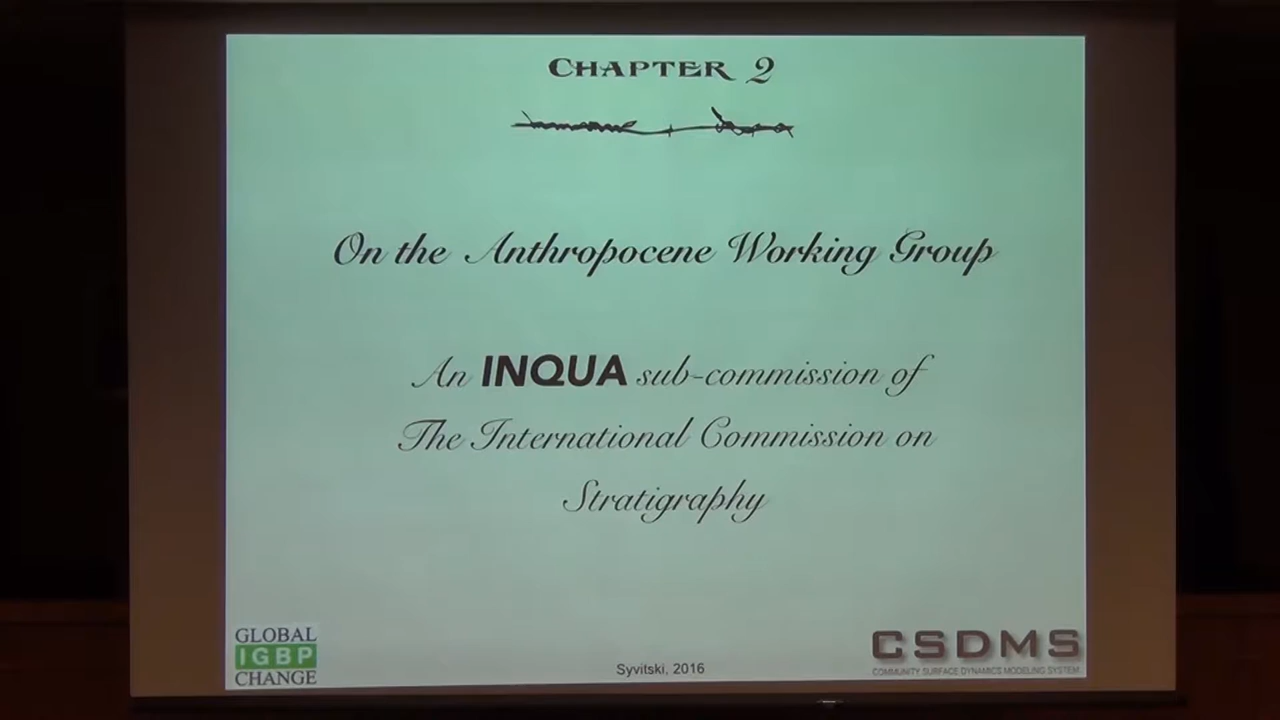 CHAPTER 2
On the Anthropocene Working Group
An INQUA sub-commission of
The International Commission on
Stratigraphy
GLOBAL
IGBP
CHANGE
Syvitski, 2016
CSDMS
COMMUNITY SURFACE DYNAMICS MODELING SYSTEM